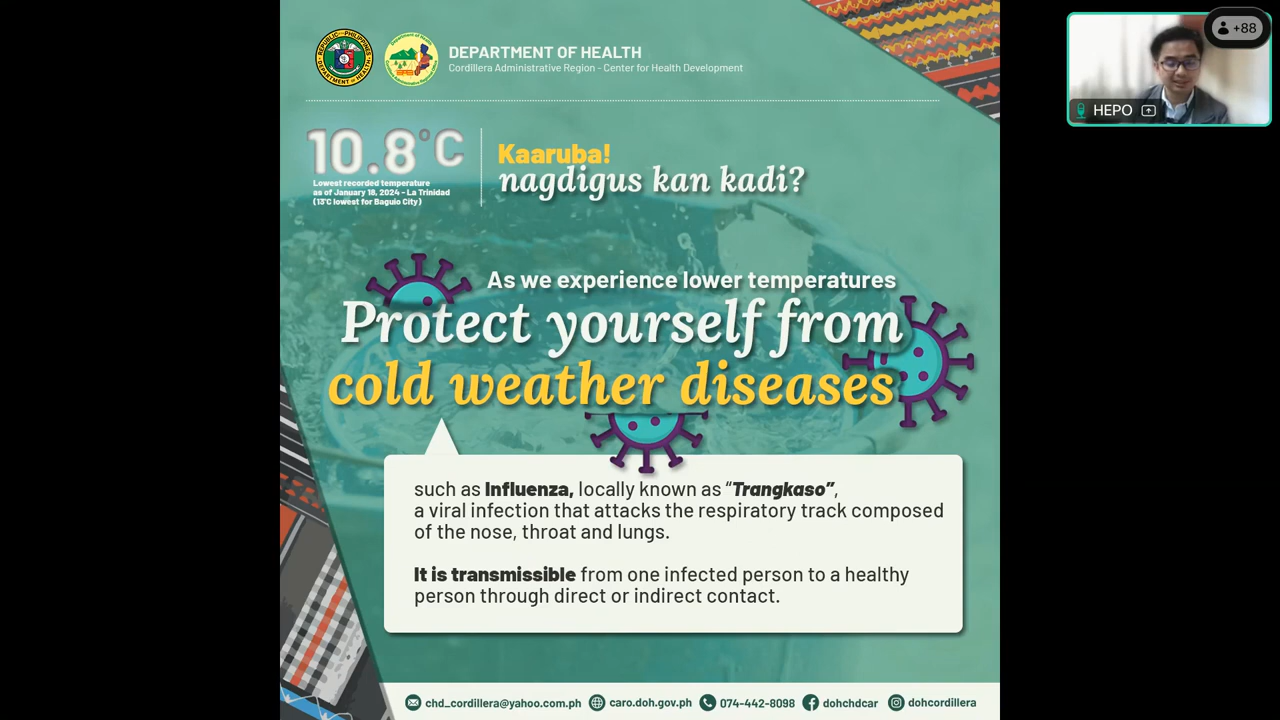 DEPARTMENT OF HEALTH
Cordillera Administrative Region - Center for Health Development
10.8°C
Lowest recorded temperature
as of January 18, 2024 - La Trinidad
(13°C lowest for Baguio City)
Kaaruba!
nagdigus kan kadi?
As we experience lower temperatures
Protect yourself from
cold weather diseases
such as Influenza, locally known as “Trangkaso”,
a viral infection that attacks the respiratory track composed
of the nose, throat and lungs.
It is transmissible from one infected person to a healthy
person through direct or indirect contact.
chd_cordillera@yahoo.com.ph caro.doh.gov.ph 074-442-8098 dohchdcar dohcordillera
+88
HEPO